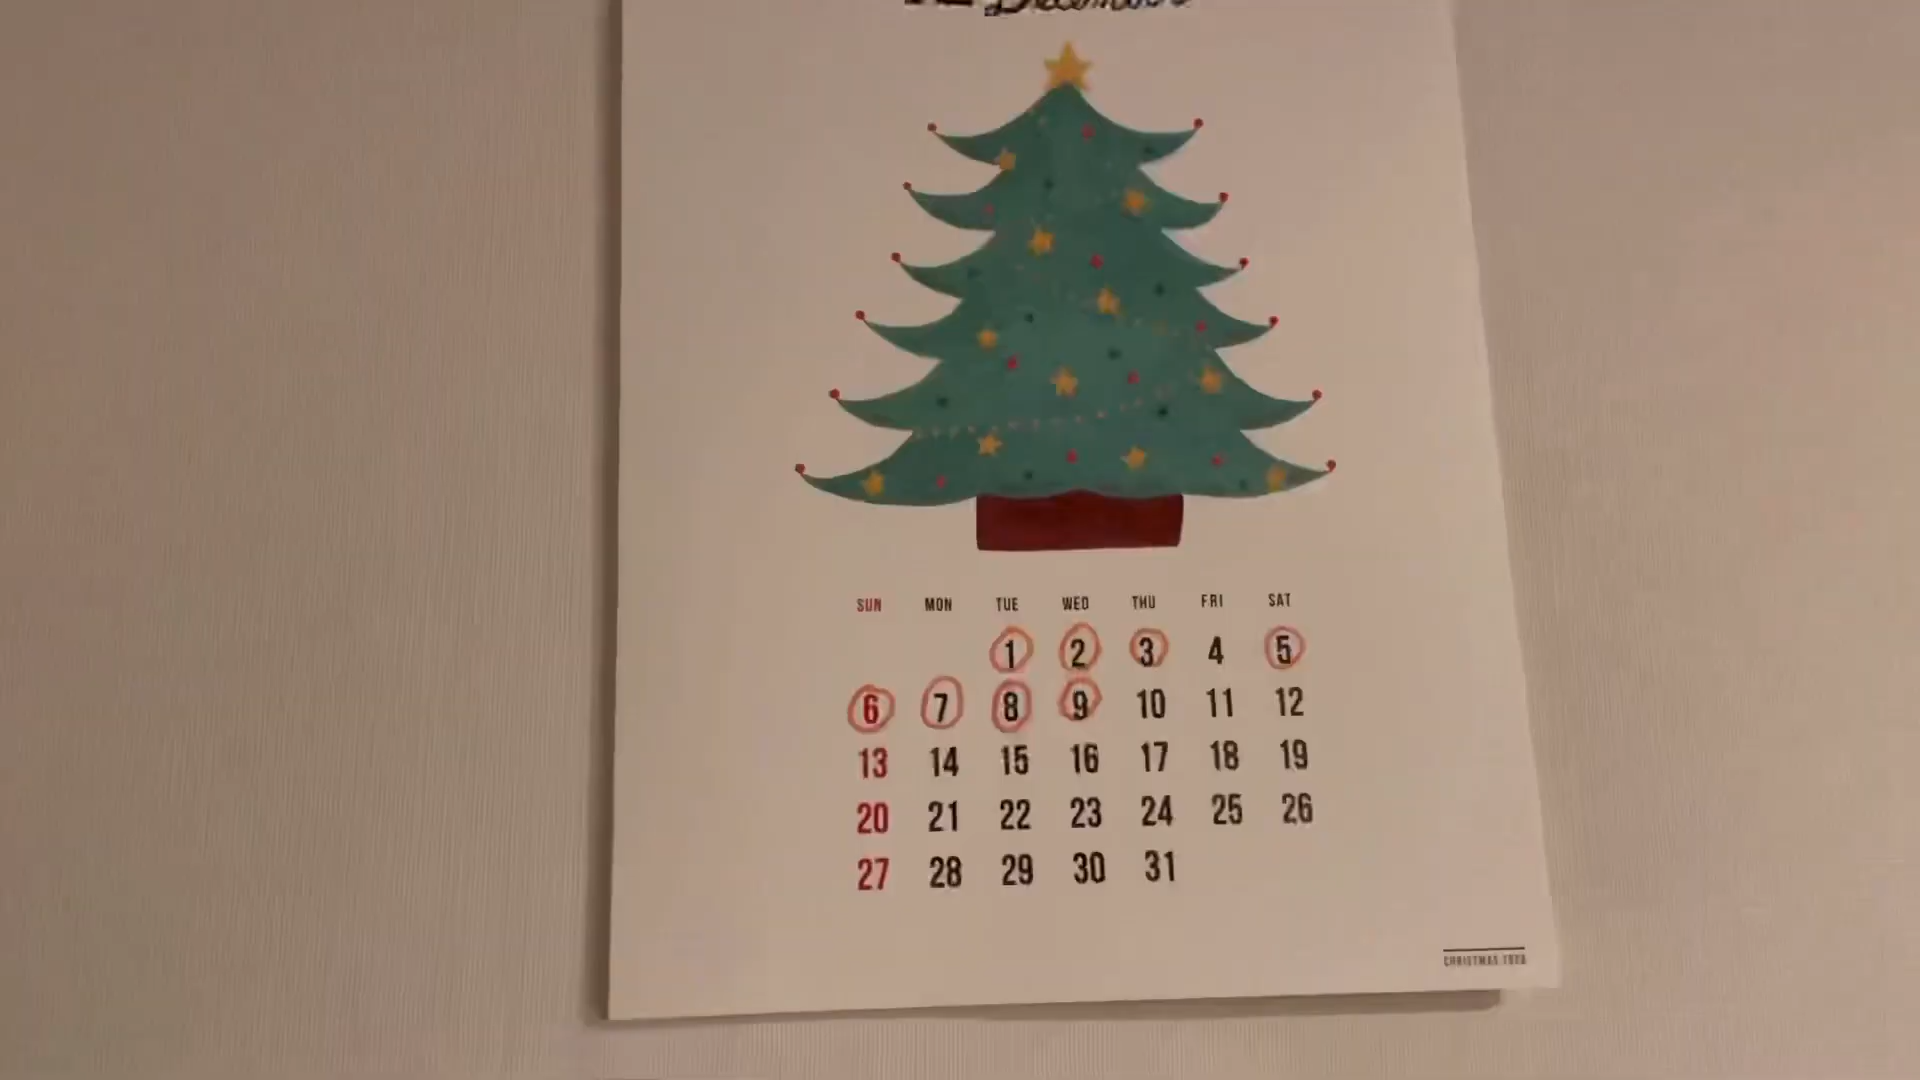 December
SUN MON TUE WED THU FRI SAT
1 2 3 4 5
6 7 8 9 10 11 12
13 14 15 16 17 18 19
20 21 22 23 24 25 26
27 28 29 30 31
CHRISTMAS